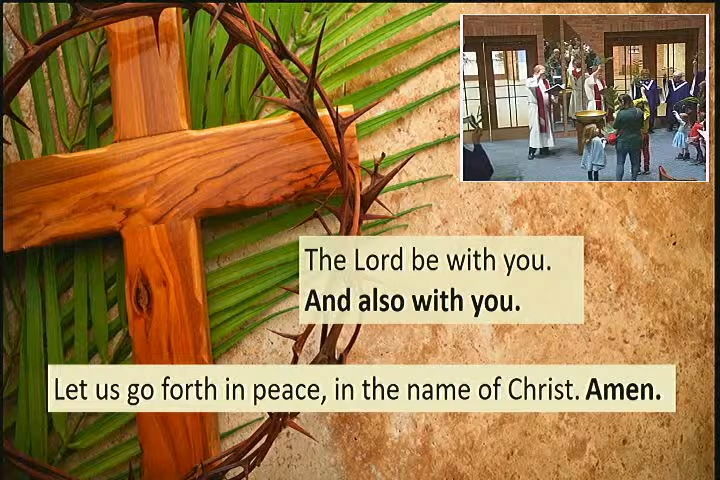 The Lord be with you.
And also with you.
Let us go forth in peace, in the name of Christ. Amen.